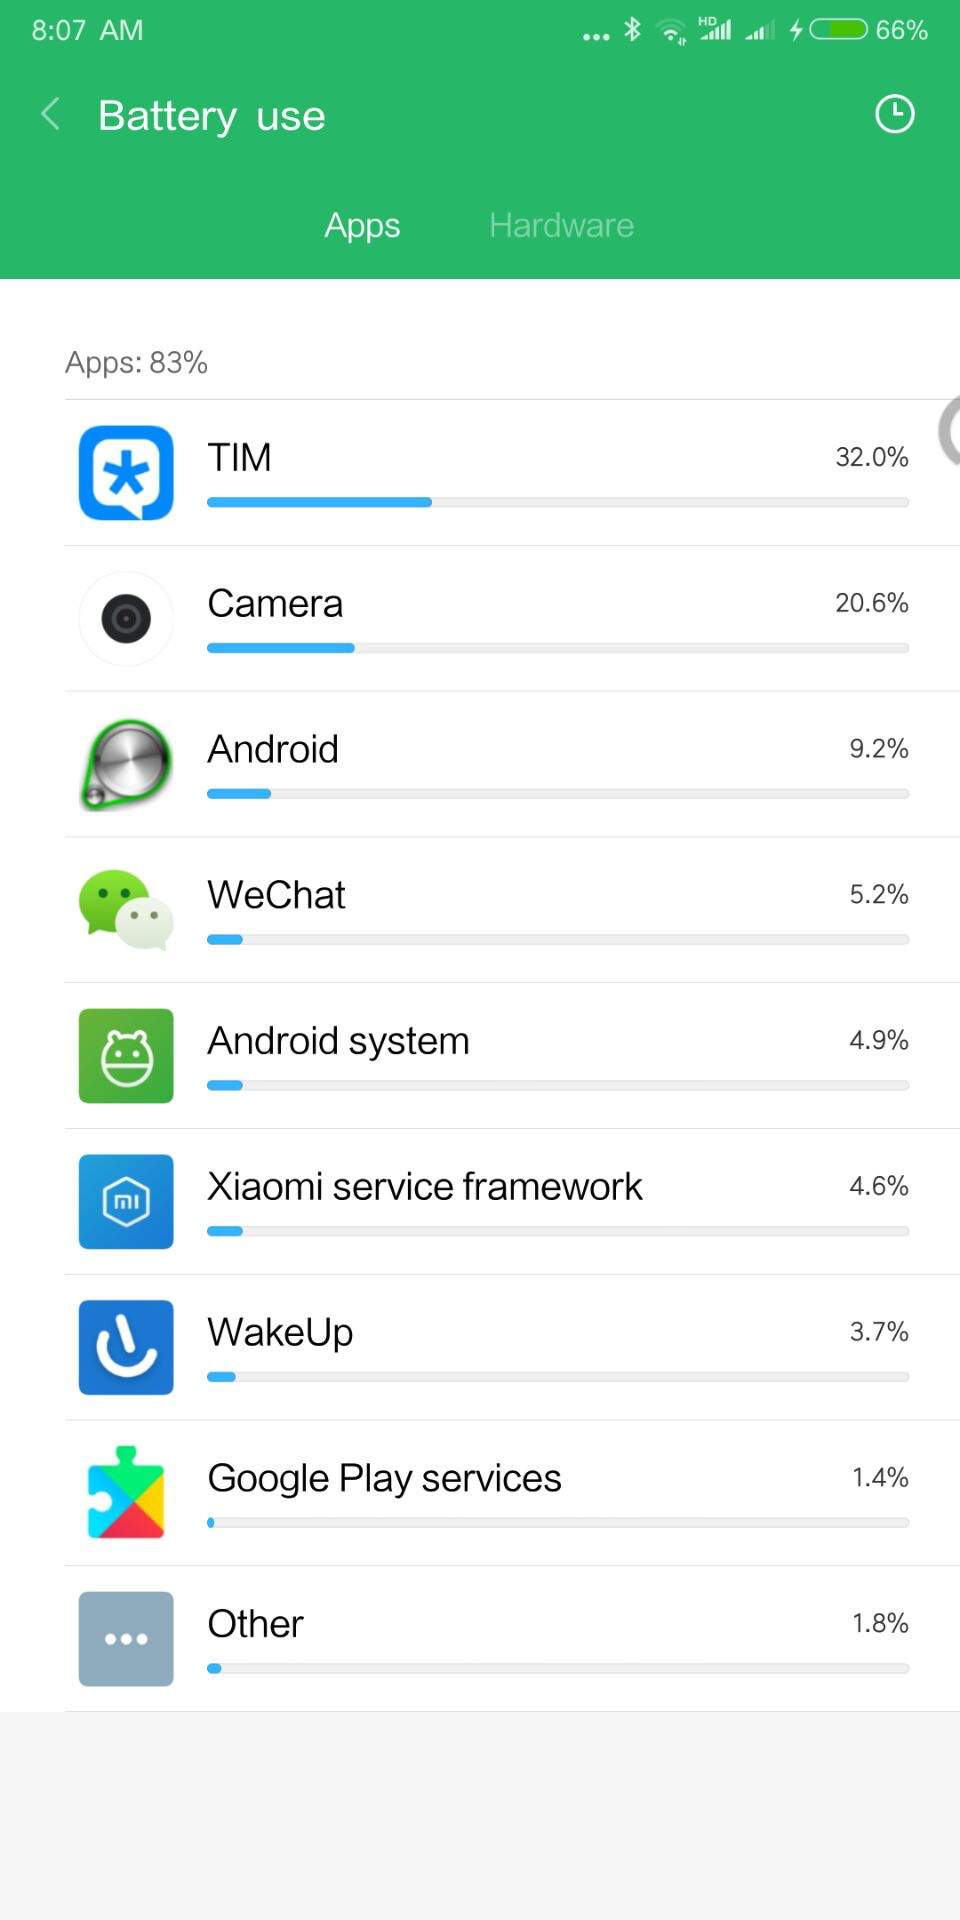 8:07 AM
HD
66%
Battery use
Apps
Hardware
Apps: 83%
TIM
32.0%
Camera
20.6%
Android
9.2%
WeChat
5.2%
Android system
4.9%
mi
Xiaomi service framework
4.6%
WakeUp
3.7%
Google Play services
1.4%
Other
1.8%